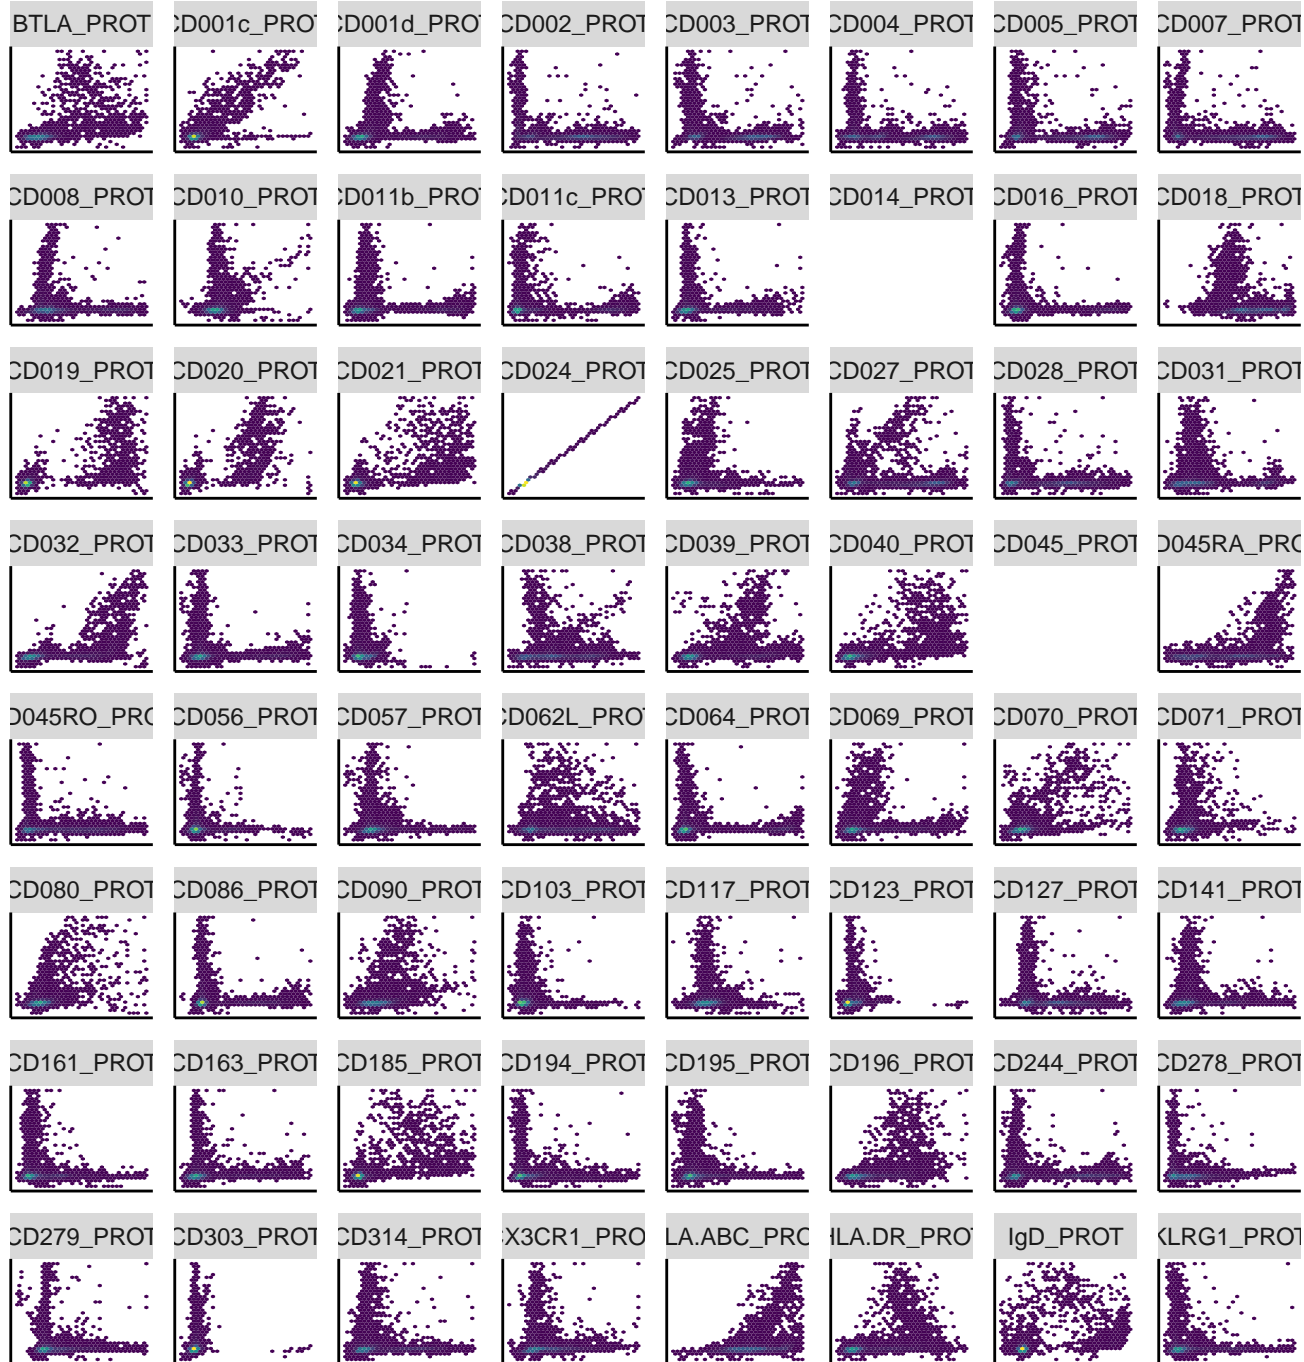 BTLA_PROT CD001c_PROT CD001d_PROT CD002_PROT CD003_PROT CD004_PROT CD005_PROT CD007_PROT
CD008_PROT CD010_PROT CD011b_PROT CD011c_PROT CD013_PROT CD014_PROT CD016_PROT CD018_PROT
CD019_PROT CD020_PROT CD021_PROT CD024_PROT CD025_PROT CD027_PROT CD028_PROT CD031_PROT
CD032_PROT CD033_PROT CD034_PROT CD038_PROT CD039_PROT CD040_PROT CD045_PROT D045RA_PRO
D045RO_PRO CD056_PROT CD057_PROT CD062L_PROT CD064_PROT CD069_PROT CD070_PROT CD071_PROT
CD080_PROT CD086_PROT CD090_PROT CD103_PROT CD117_PROT CD123_PROT CD127_PROT CD141_PROT
CD161_PROT CD163_PROT CD185_PROT CD194_PROT CD195_PROT CD196_PROT CD244_PROT CD278_PROT
CD279_PROT CD303_PROT CD314_PROT X3CR1_PRO LA.ABC_PRO HLA.DR_PROT IgD_PROT KLRG1_PROT